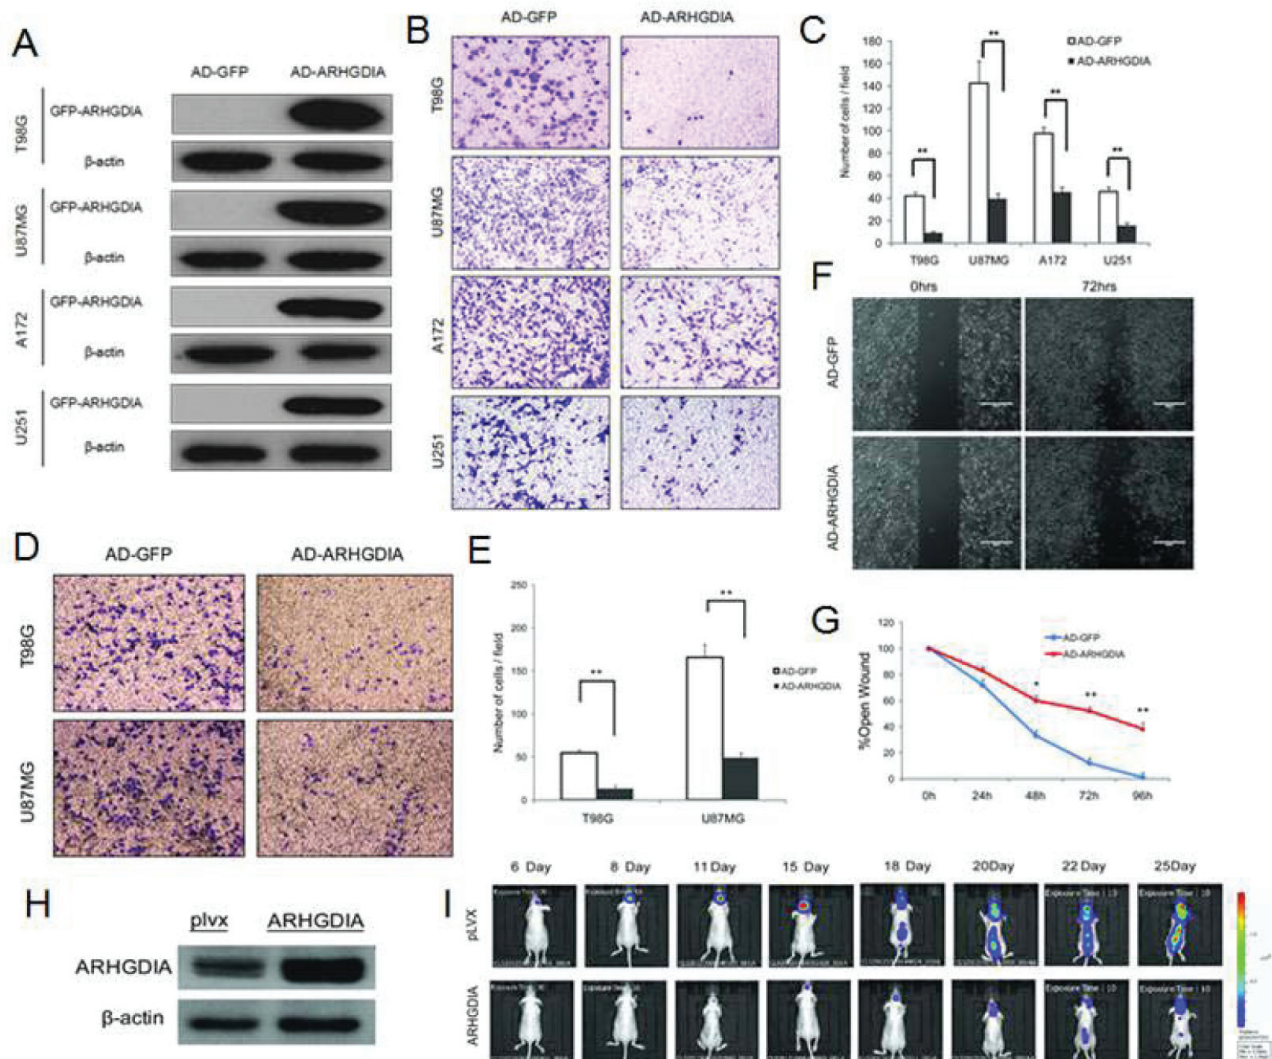 A
AD-GFP AD-ARHGDIA
T98G
GFP-ARHGDIA
β-actin
U87MG
GFP-ARHGDIA
β-actin
A172
GFP-ARHGDIA
β-actin
U251
GFP-ARHGDIA
β-actin
B
AD-GFP AD-ARHGDIA
T98G
U87MG
A172
U251
C
Number of cells / field
180
160
140
120
100
80
60
40
20
0
** ** ** **
AD-GFP
AD-ARHGDIA
T98G U87MG A172 U251
D
AD-GFP AD-ARHGDIA
T98G
U87MG
E
Number of cells / field
250
200
150
100
50
0
** **
AD-GFP
AD-ARHGDIA
T98G U87MG
F
0hrs 72hrs
AD-GFP
AD-ARHGDIA
G
%Open Wound
120
100
80
60
40
20
0
AD-GFP
AD-ARHGDIA
* ** **
0h 24h 48h 72h 96h
H
plvx ARHGDIA
ARHGDIA
β-actin
I
6 Day 8 Day 11 Day 15 Day 18 Day 20Day 22 Day 25Day
pLVX
ARHGDIA